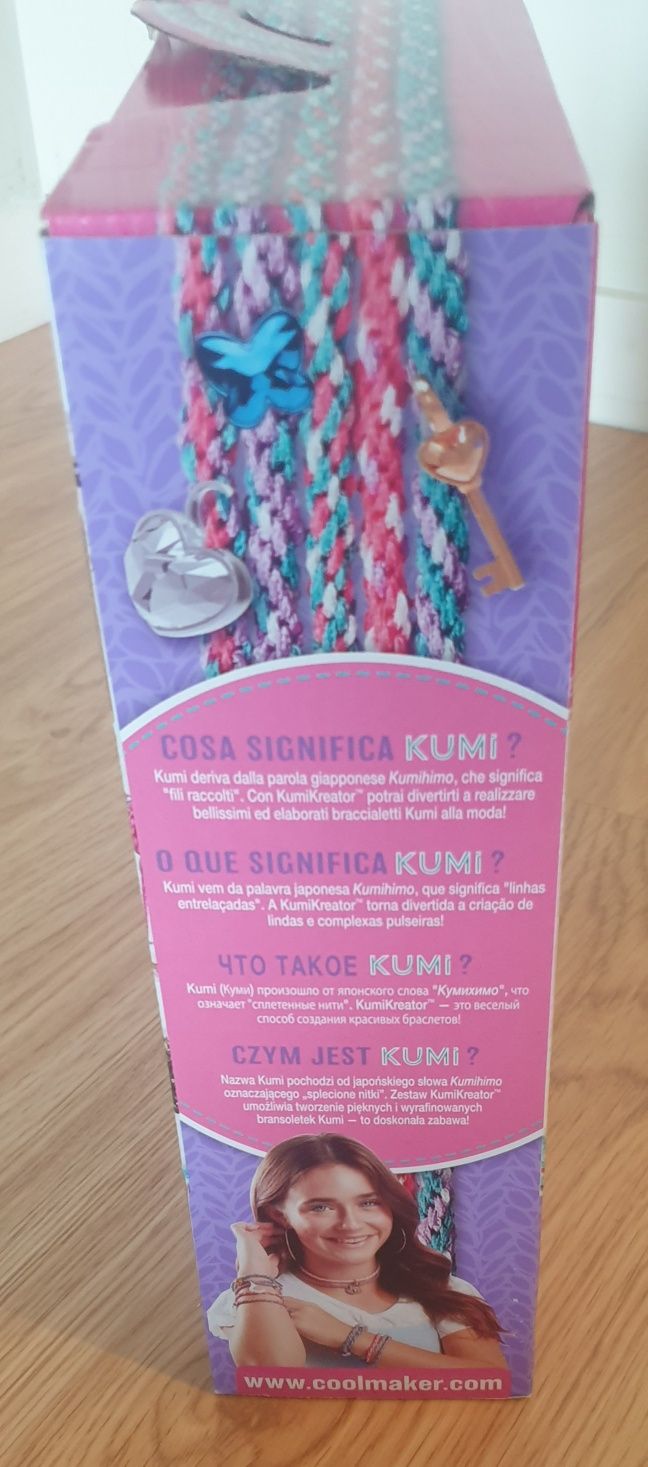 COSA SIGNIFICA KUMi ?
Kumi deriva dalla parola giapponese Kumihimo, che significa
"fili raccolti". Con KumiKreator™ potrai divertirti a realizzare
bellissimi ed elaborati braccialetti Kumi alla moda!
O QUE SIGNIFICA KUMi ?
Kumi vem da palavra japonesa Kumihimo, que significa "linhas
entrelaçadas". A KumiKreator™ torna divertida a criação de
lindas e complexas pulseiras!
ЧТО ТАКОЕ KUMi ?
Kumi (Куми) произошло от японского слова "Кумихимо", что
означает "сплетенные нити". KumiKreator™ — это веселый
способ создания красивых браслетов!
CZYM JEST KUMi ?
Nazwa Kumi pochodzi od japońskiego słowa Kumihimo
oznaczającego „splecione nitki”. Zestaw KumiKreator™
umożliwia tworzenie pięknych i wyrafinowanych
bransoletek Kumi — to doskonała zabawa!
www.coolmaker.com